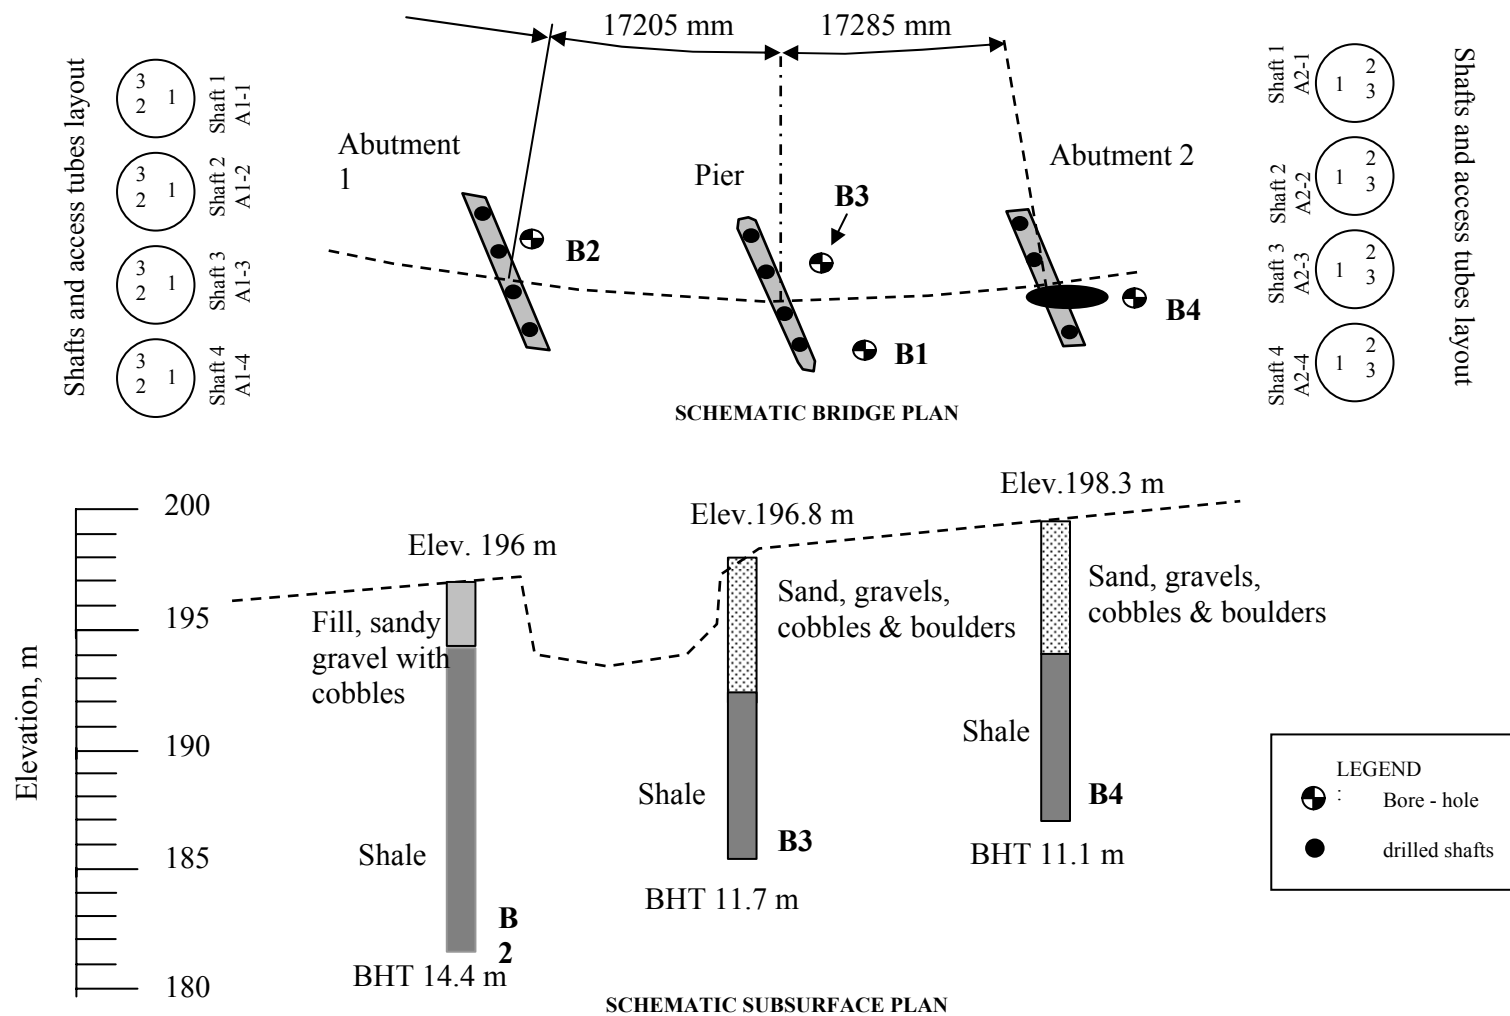 17205 mm
17285 mm
Shafts and access tubes layout
3
2
1
Shaft 1
A1-1
3
2
1
Shaft 2
A1-2
3
2
1
Shaft 3
A1-3
3
2
1
Shaft 4
A1-4
Abutment
1
Pier
Abutment 2
B2
B3
B1
B4
Shaft 1
A2-1
1
2
3
Shaft 2
A2-2
1
2
3
Shaft 3
A2-3
1
2
3
Shaft 4
A2-4
1
2
3
Shafts and access tubes layout
SCHEMATIC BRIDGE PLAN
Elevation, m
200
195
190
185
180
Elev. 196 m
Elev.196.8 m
Elev.198.3 m
Fill, sandy
gravel with
cobbles
Sand, gravels,
cobbles & boulders
Sand, gravels,
cobbles & boulders
Shale
Shale
Shale
B
2
B3
B4
BHT 14.4 m
BHT 11.7 m
BHT 11.1 m
LEGEND
:
Bore - hole
drilled shafts
SCHEMATIC SUBSURFACE PLAN